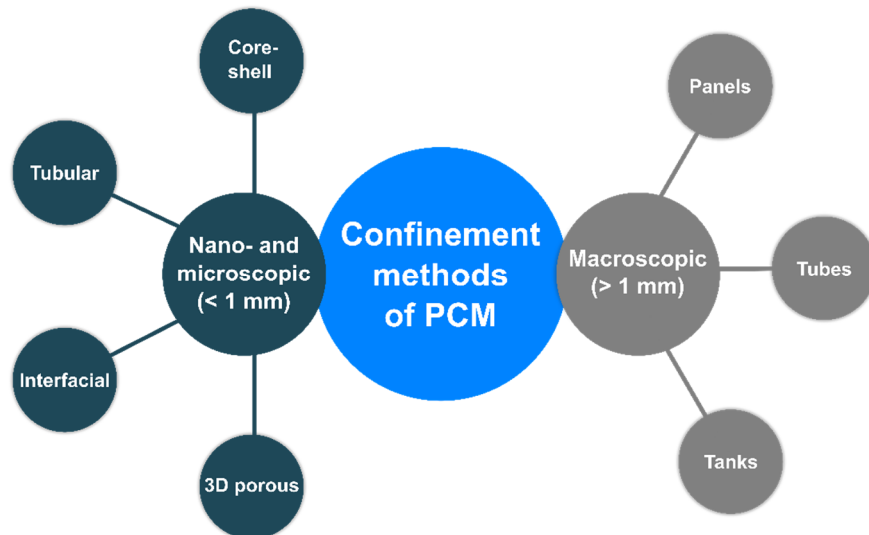 Core-
shell
Tubular
Nano- and
microscopic
(< 1 mm)
Interfacial
3D porous
Confinement
methods
of PCM
Macroscopic
(> 1 mm)
Panels
Tubes
Tanks